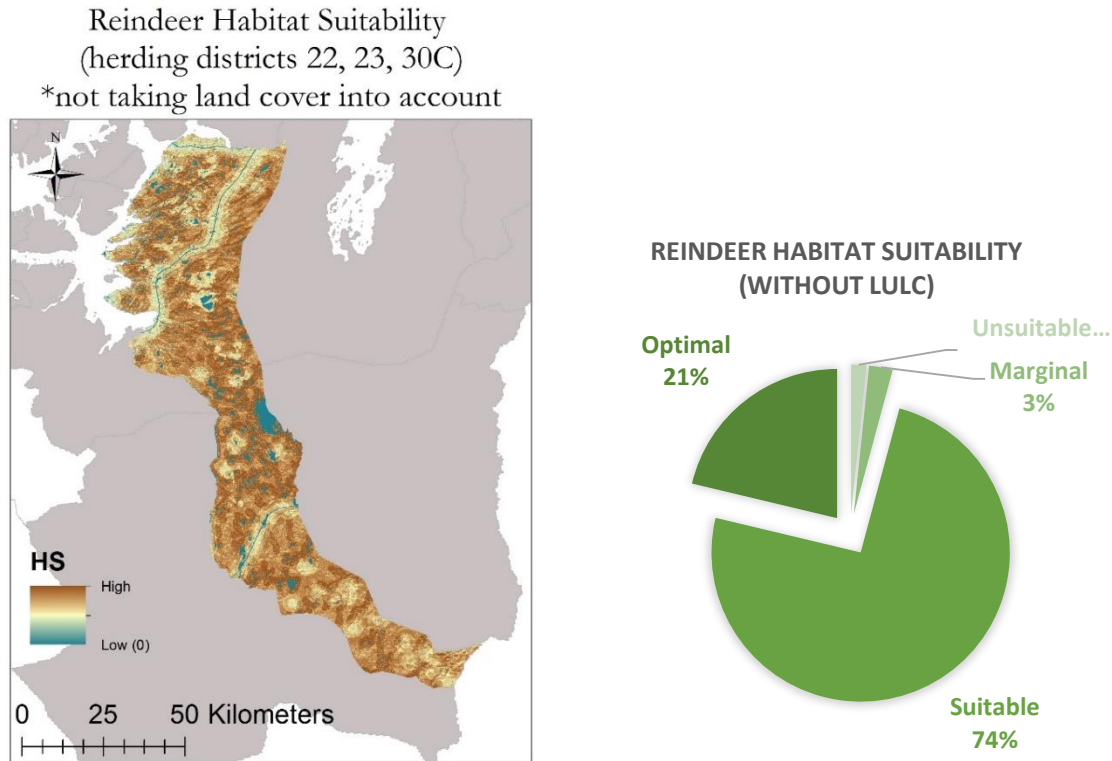 Reindeer Habitat Suitability
(herding districts 22, 23, 30C)
*not taking land cover into account
N
HS
High
Low (0)
0 25 50 Kilometers
REINDEER HABITAT SUITABILITY
(WITHOUT LULC)
Unsuitable…
Optimal
21%
Marginal
3%
Suitable
74%